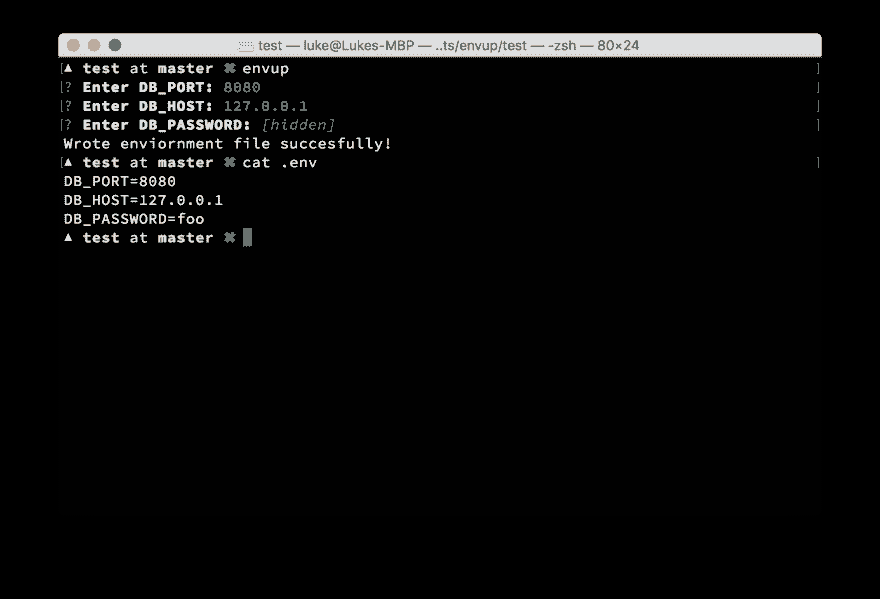 test — luke@Lukes-MBP — ..ts/envup/test — -zsh — 80×24
[▲ test at master ⌘ envup ]
[? Enter DB_PORT: 8080 ]
[? Enter DB_HOST: 127.0.0.1 ]
[? Enter DB_PASSWORD: [hidden] ]
Wrote enviornment file succesfully!
[▲ test at master ⌘ cat .env ]
DB_PORT=8080
DB_HOST=127.0.0.1
DB_PASSWORD=foo
▲ test at master ⌘